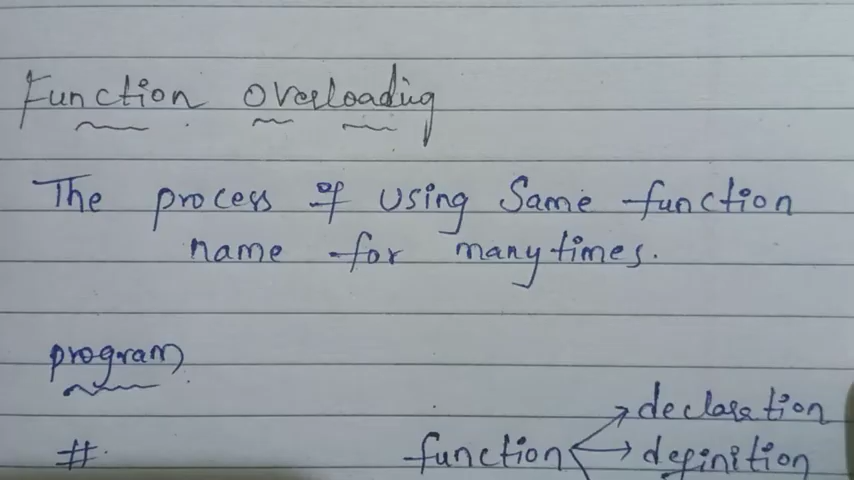 Function Overloading
The process of using Same function
name for many times.
program
declaration
# function
definition